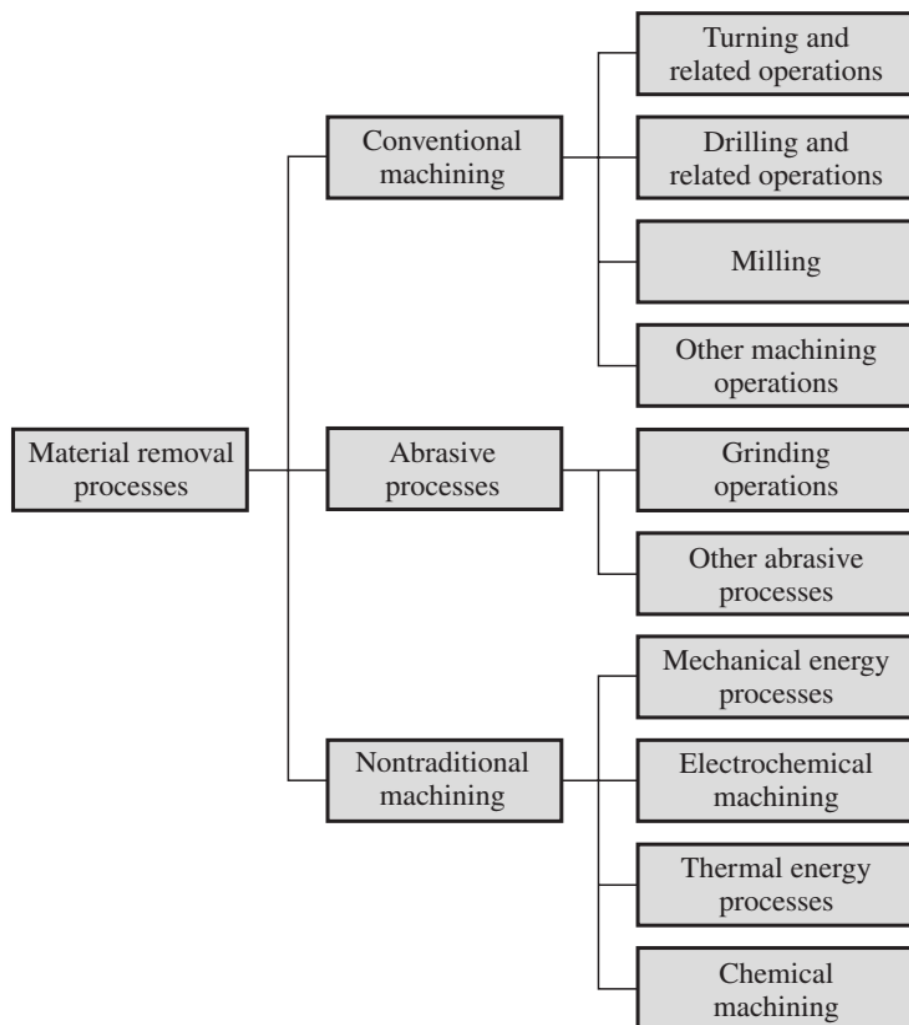 Turning and
related operations
Conventional
machining
Drilling and
related operations
Milling
Other machining
operations
Material removal
processes
Abrasive
processes
Grinding
operations
Other abrasive
processes
Mechanical energy
processes
Nontraditional
machining
Electrochemical
machining
Thermal energy
processes
Chemical
machining